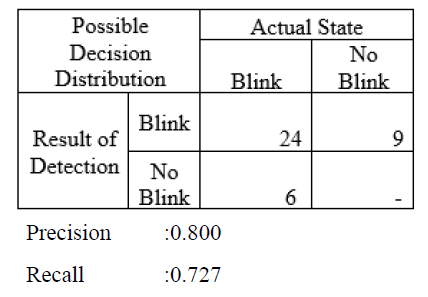 Possible
Decision
Distribution
Actual State
Blink
No
Blink
Result of
Detection
Blink
24
9
No
Blink
6
-
Precision :0.800
Recall :0.727